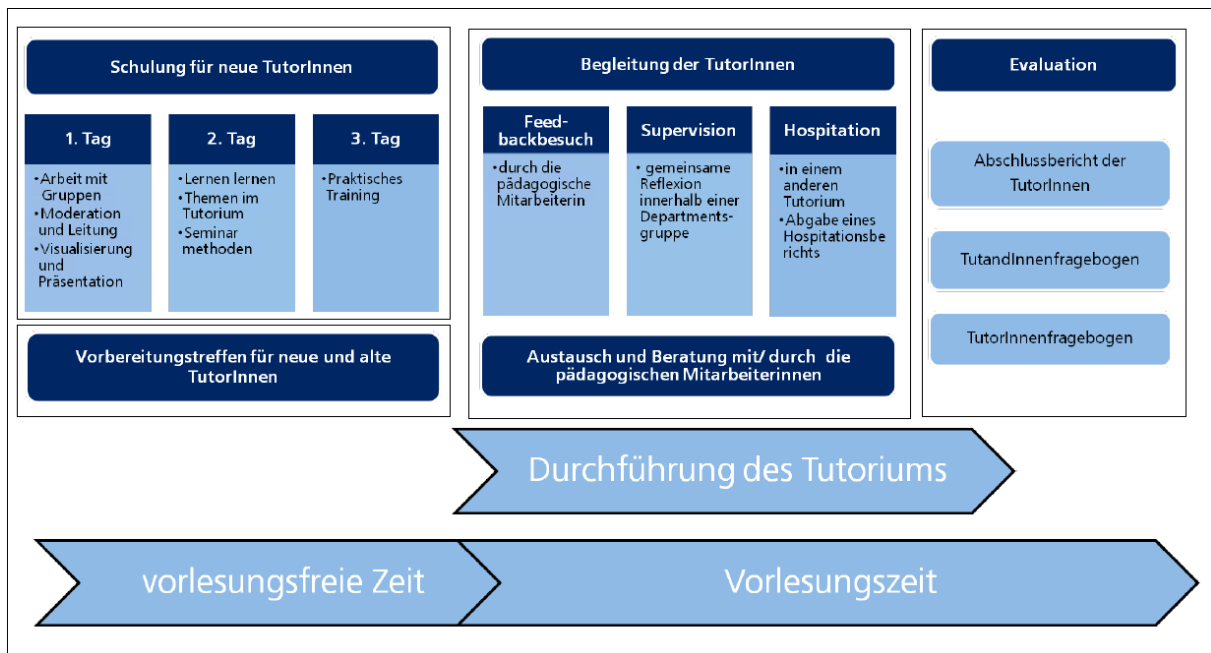 Schulung für neue TutorInnen
1. Tag
•Arbeit mit
Gruppen
•Moderation
und Leitung
•Visualisierung
und
Präsentation
2. Tag
•Lernen lernen
•Themen im
Tutorium
•Seminar
methoden
3. Tag
•Praktisches
Training
Vorbereitungstreffen für neue und alte
TutorInnen
Begleitung der TutorInnen
Feed-
backbesuch
•durch die
pädagogische
Mitarbeiterin
Supervision
• gemeinsame
Reflexion
innerhalb einer
Departments-
gruppe
Hospitation
•in einem
anderen
Tutorium
•Abgabe eines
Hospitationsbe
richts
Austausch und Beratung mit/ durch die
pädagogischen Mitarbeiterinnen
Evaluation
Abschlussbericht der
TutorInnen
TutandInnenfragebogen
TutorInnenfragebogen
Durchführung des Tutoriums
vorlesungsfreie Zeit
Vorlesungszeit